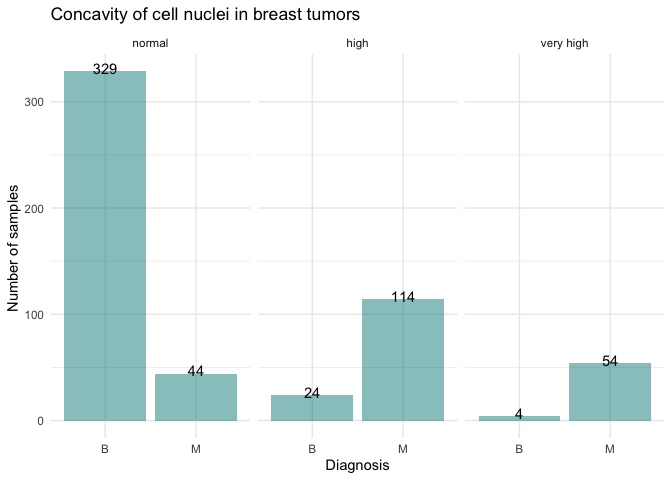 Concavity of cell nuclei in breast tumors
normal high very high
Number of samples
300
200
100
0
329
44
24
114
4
54
B M B M B M
Diagnosis